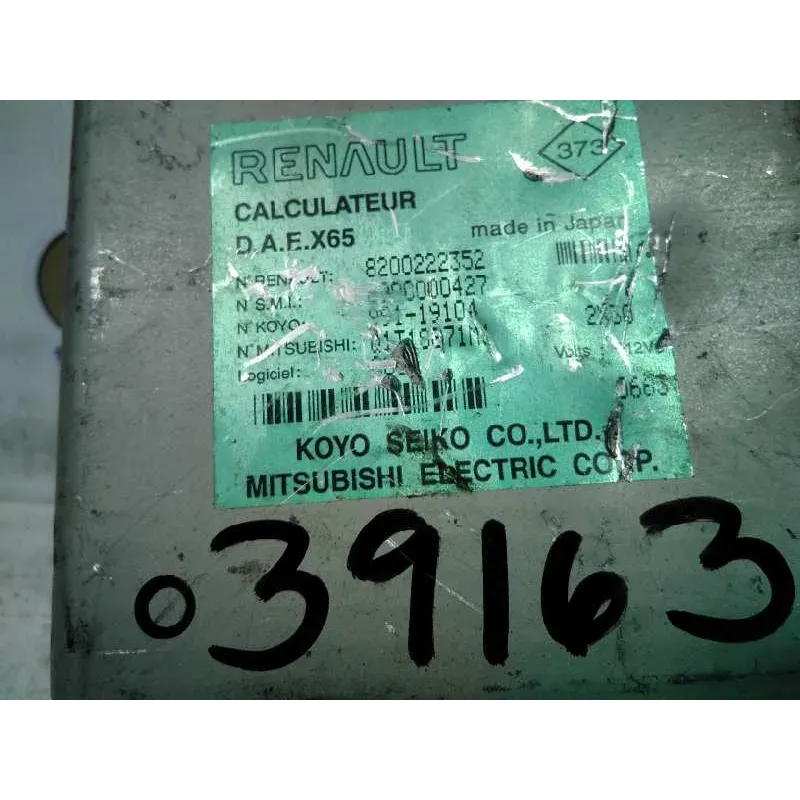 RENAULT 373
CALCULATEUR
D.A.E.X65 made in Japan
N° RENAULT: 8200222352
N° S.M.I.:
N° KOYO:
N° MITSUBISHI: Volts : 12V
Logiciel:
KOYO SEIKO CO.,LTD.
MITSUBISHI ELECTRIC CORP.
039163